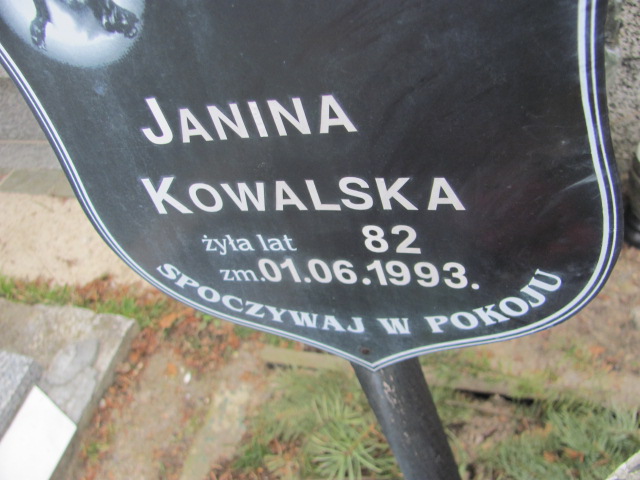 JANINA
KOWALSKA
żyła lat 82
zm. 01.06.1993.
SPOCZYWAJ W POKOJU